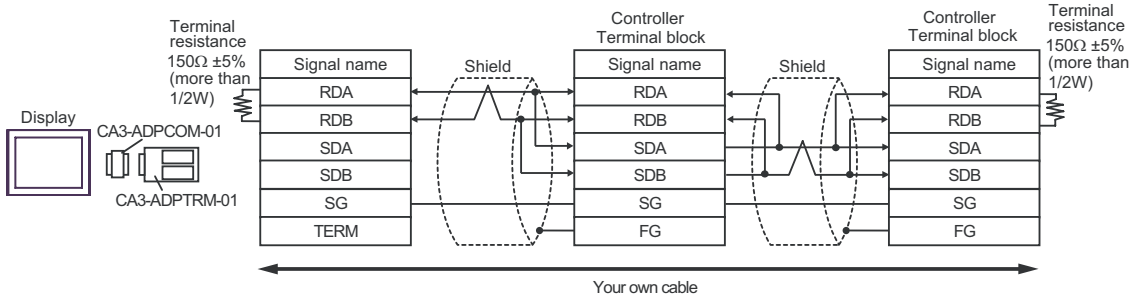 Display
CA3-ADPCOM-01
CA3-ADPTRM-01
Terminal
resistance
150Ω ±5%
(more than
1/2W)
Signal name
RDA
RDB
SDA
SDB
SG
TERM
Shield
Controller
Terminal block
Signal name
RDA
RDB
SDA
SDB
SG
FG
Shield
Controller
Terminal block
Signal name
RDA
RDB
SDA
SDB
SG
FG
Terminal
resistance
150Ω ±5%
(more than
1/2W)
Your own cable